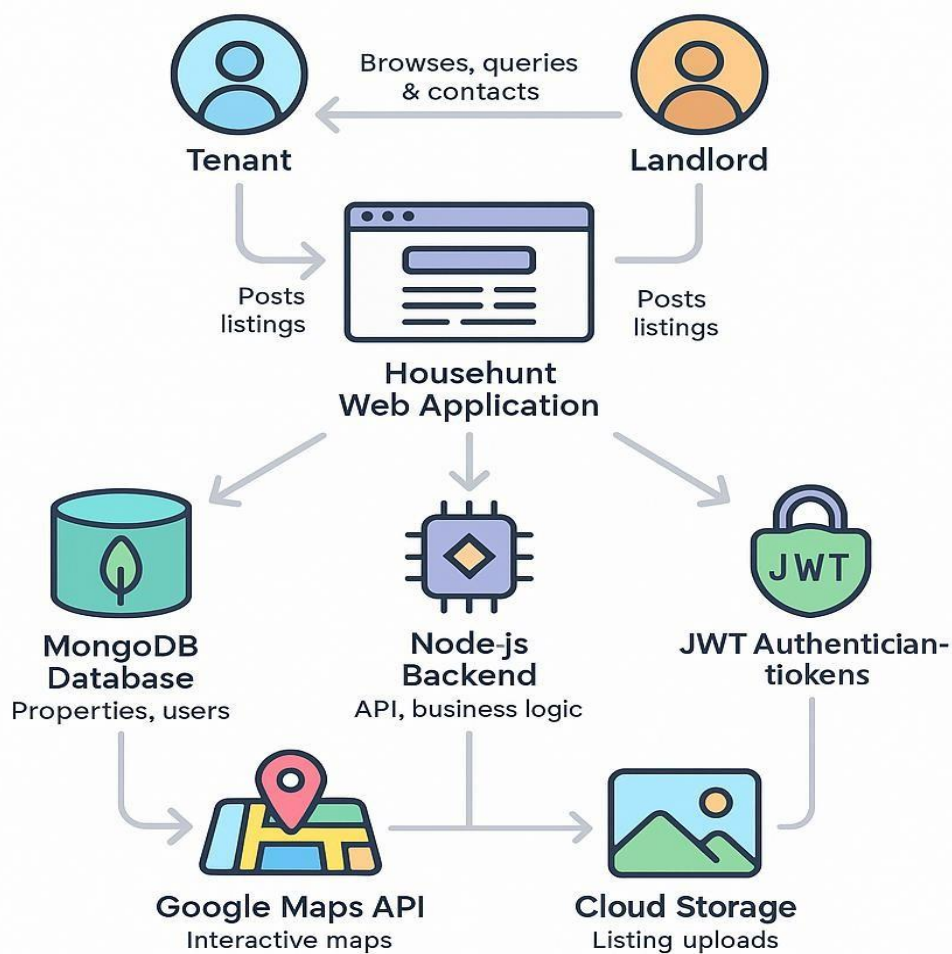 Browses, queries
& contacts
Tenant
Landlord
Posts
listings
Posts
listings
Househunt
Web Application
MongoDB
Database
Properties, users
Node-js
Backend
API, business logic
JWT
JWT Authentician-
tiokens
Google Maps API
Interactive maps
Cloud Storage
Listing uploads